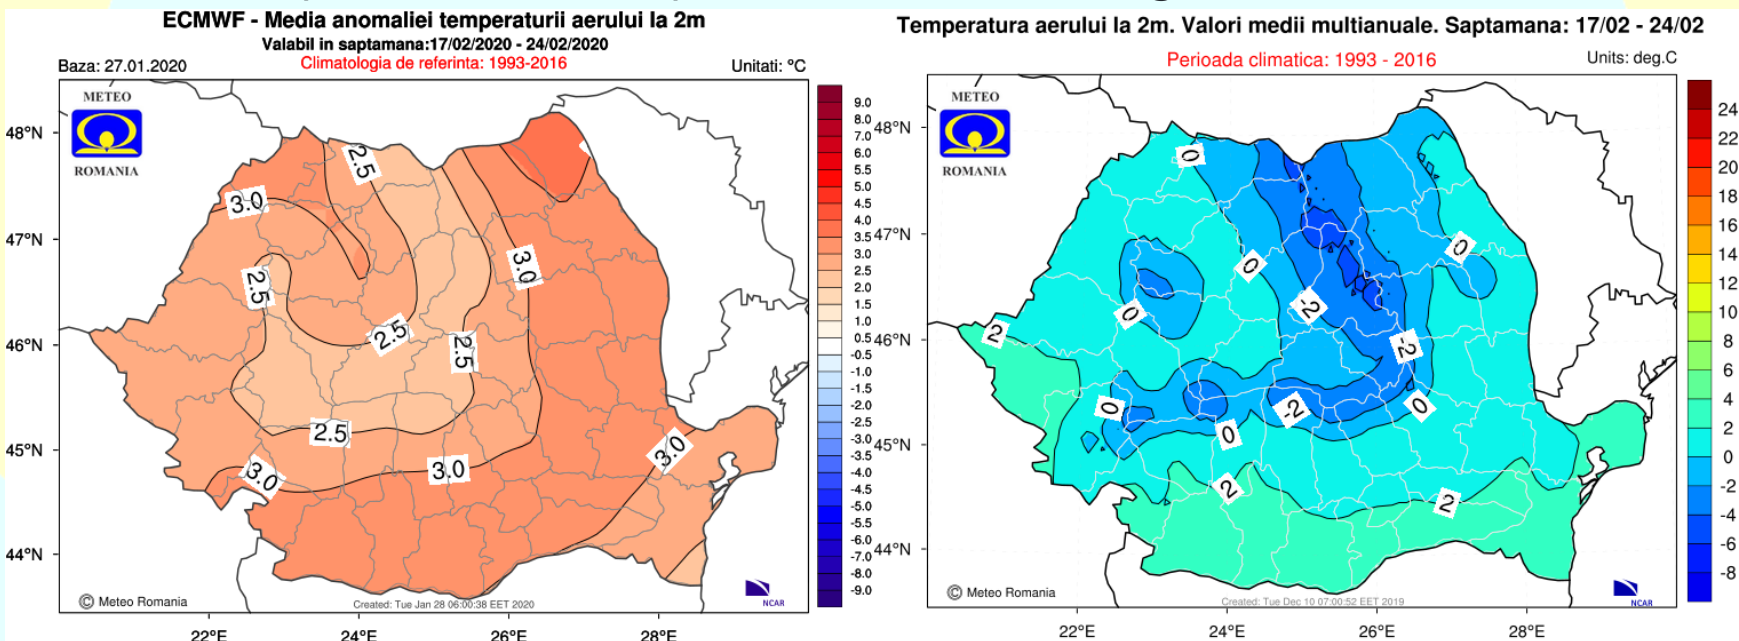 ECMWF - Media anomaliei temperaturii aerului la 2m
Valabil in saptamana:17/02/2020 - 24/02/2020
Baza: 27.01.2020
Climatologia de referinta: 1993-2016
Unitati: °C
METEO
ROMANIA
48°N
47°N
46°N
45°N
44°N
2.5
3.0
2.5
3.0
2.5
2.5
2.5
3.0
3.0
3.0
9.0
8.0
7.0
6.0
5.5
5.0
4.5
4.0
3.5
3.0
2.5
2.0
1.5
1.0
0.5
-0.5
-1.0
-1.5
-2.0
-2.5
-3.0
-3.5
-4.0
-4.5
-5.0
-5.5
-6.0
-7.0
-8.0
-9.0
© Meteo Romania
Created: Tue Jan 28 06:00:38 EET 2020
NCAR
22°E
24°E
26°E
28°E
Temperatura aerului la 2m. Valori medii multianuale. Saptamana: 17/02 - 24/02
Perioada climatica: 1993 - 2016
Units: deg.C
METEO
ROMANIA
48°N
47°N
46°N
45°N
44°N
0
0
0
-2
0
2
-2
0
-2
0
0
2
2
24
22
20
18
16
14
12
10
8
6
4
2
0
-2
-4
-6
-8
© Meteo Romania
Created: Tue Dec 10 07:00:52 EET 2019
NCAR
22°E
24°E
26°E
28°E